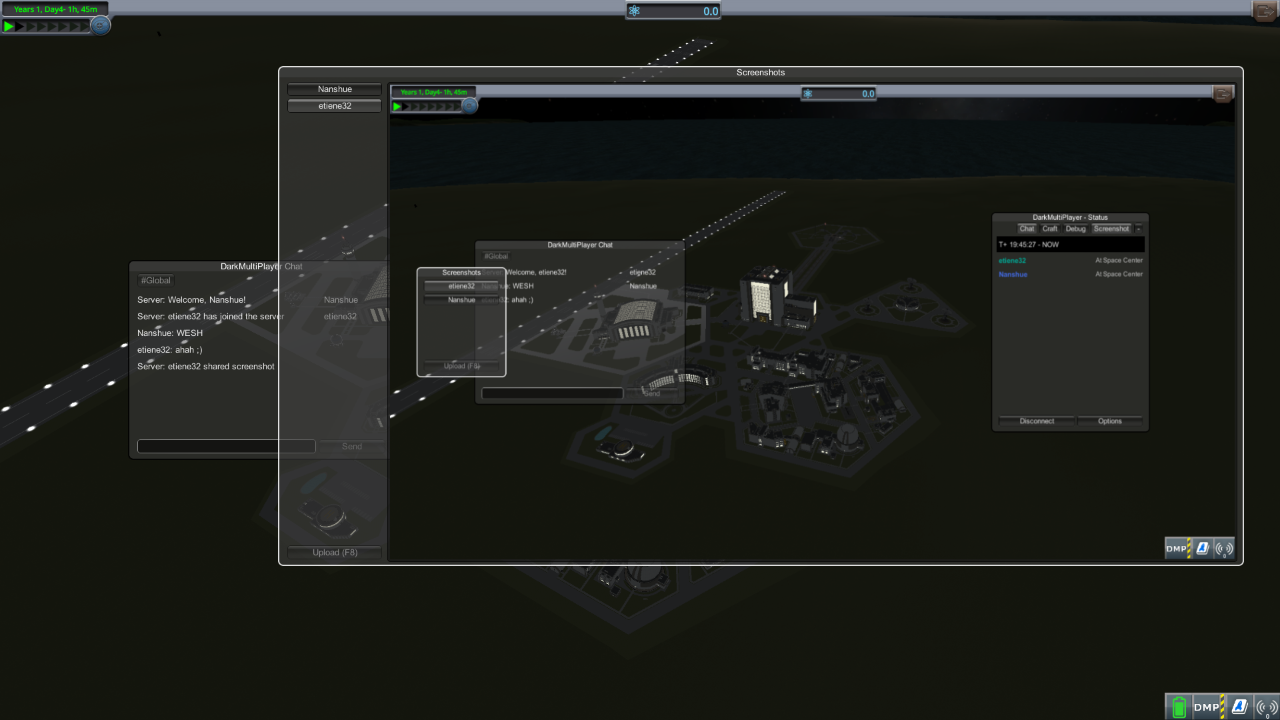 Years 1, Day4- 1h, 45m
0.0
Screenshots
Nanshue
etiene32
Upload (F8)
DarkMultiPlayer Chat
#Global
Server: Welcome, Nanshue!
Server: etiene32 has joined the server
Nanshue: WESH
etiene32: ahah ;)
Server: etiene32 shared screenshot
Nanshue
etiene32
Send
Years 1, Day4- 1h, 45m
0.0
DarkMultiPlayer Chat
#Global
Welcome, etiene32!
WESH
ahah ;)
etiene32
Nanshue
Send
Screenshots
etiene32
Nanshue
Upload (F8)
DarkMultiPlayer - Status
Chat Craft Debug Screenshot -
T+ 19:45:27 - NOW
etiene32 At Space Center
Nanshue At Space Center
Disconnect Options
DMP
DMP